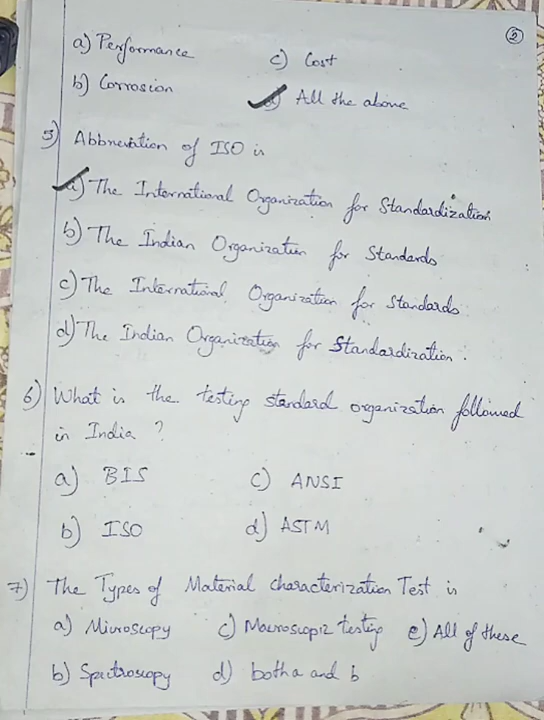 3
a) Performance c) Cost
b) Corrosion d) All the above
5) Abbreviation of ISO is
a) The International Organization for Standardization
b) The Indian Organization for Standards
c) The International Organization for Standards
d) The Indian Organization for Standardization.
6) What is the testing standard organization followed
in India ?
a) BIS c) ANSI
b) ISO d) ASTM
7) The Types of Material characterization Test is
a) Microscopy c) Macroscopiz testing e) All of these
b) Spectroscopy d) both a and b